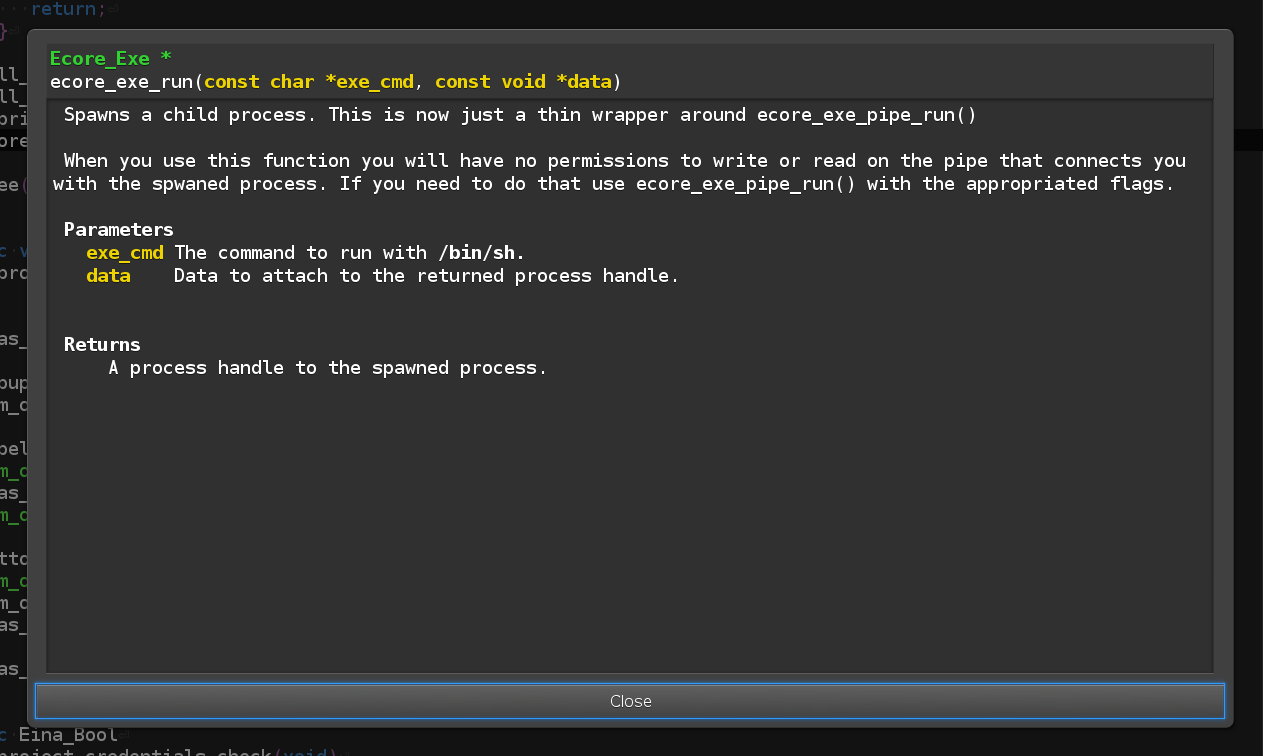 return;
}
Ecore_Exe *
ecore_exe_run(const char *exe_cmd, const void *data)
Spawns a child process. This is now just a thin wrapper around ecore_exe_pipe_run()
When you use this function you will have no permissions to write or read on the pipe that connects you
with the spwaned process. If you need to do that use ecore_exe_pipe_run() with the appropriated flags.
Parameters
exe_cmd The command to run with /bin/sh.
data Data to attach to the returned process handle.
Returns
A process handle to the spawned process.
Close
c Eina_Bool
project_credentials_check(void)